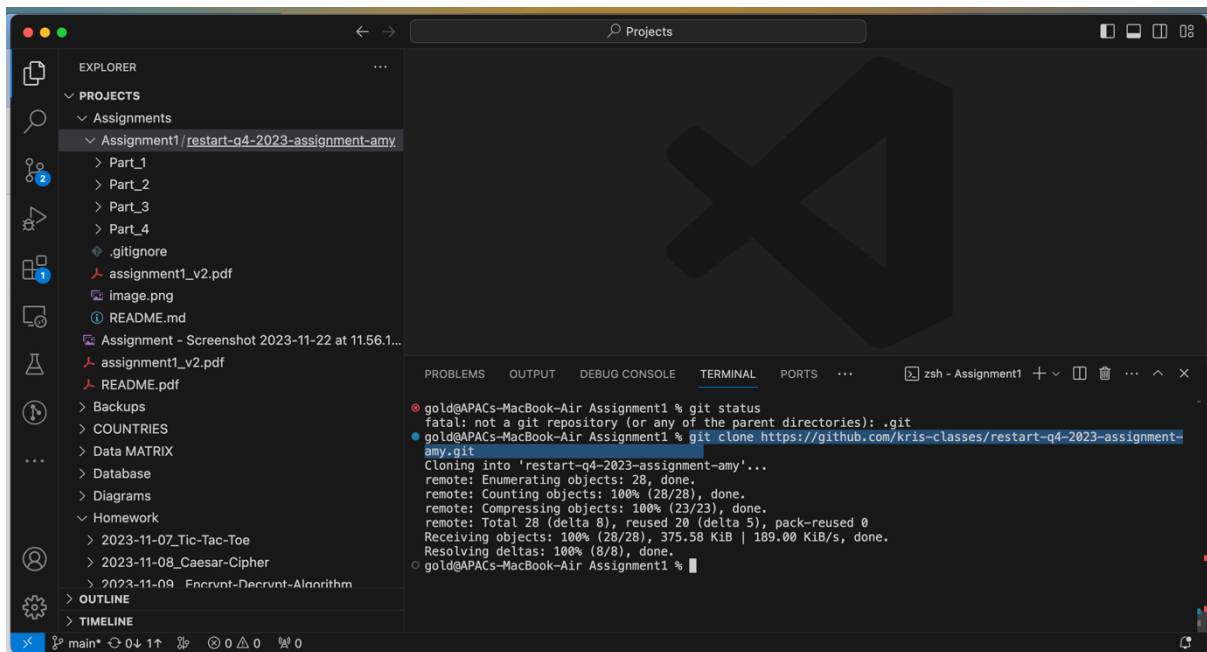 Projects
EXPLORER
PROJECTS
Assignments
Assignment1 / restart-q4-2023-assignment-amy
Part_1
Part_2
Part_3
Part_4
.gitignore
assignment1_v2.pdf
image.png
README.md
Assignment - Screenshot 2023-11-22 at 11.56.1...
assignment1_v2.pdf
README.pdf
Backups
COUNTRIES
Data MATRIX
Database
Diagrams
Homework
2023-11-07_Tic-Tac-Toe
2023-11-08_Caesar-Cipher
2023-11-09_Encrypt-Decrypt-Algorithm
OUTLINE
TIMELINE
2
1
PROBLEMS OUTPUT DEBUG CONSOLE TERMINAL PORTS ... zsh - Assignment1
gold@APACs-MacBook-Air Assignment1 % git status
fatal: not a git repository (or any of the parent directories): .git
gold@APACs-MacBook-Air Assignment1 % git clone https://github.com/kris-classes/restart-q4-2023-assignment-
amy.git
Cloning into 'restart-q4-2023-assignment-amy'...
remote: Enumerating objects: 28, done.
remote: Counting objects: 100% (28/28), done.
remote: Compressing objects: 100% (23/23), done.
remote: Total 28 (delta 8), reused 20 (delta 5), pack-reused 0
Receiving objects: 100% (28/28), 375.58 KiB | 189.00 KiB/s, done.
Resolving deltas: 100% (8/8), done.
gold@APACs-MacBook-Air Assignment1 %
main* 0↓ 1↑ 0 0 0